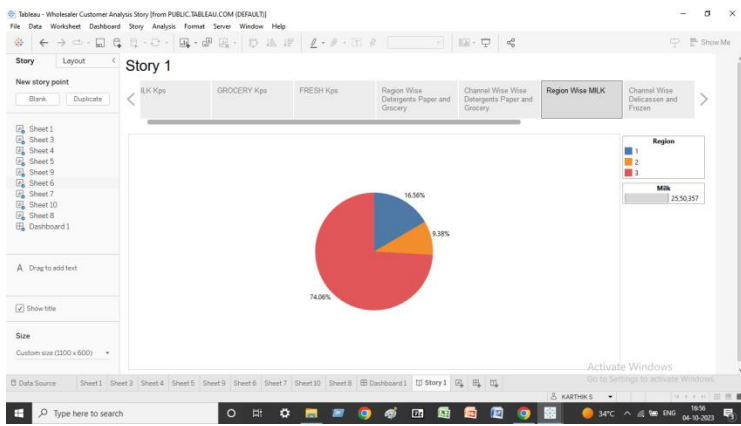 Tableau - Wholesaler Customer Analysis Story [from PUBLIC.TABLEAU.COM (DEFAULT)]
File Data Worksheet Dashboard Story Analysis Format Server Window Help
Show Me
Story Layout
New story point
Blank Duplicate
Sheet 1
Sheet 3
Sheet 4
Sheet 5
Sheet 9
Sheet 6
Sheet 7
Sheet 10
Sheet 8
Dashboard 1
A Drag to add text
Show title
Size
Custom size (1100 x 600)
Story 1
ILK Kps
GROCERY Kps
FRESH Kps
Region Wise
Detergents Paper and
Grocery
Channel Wise Wise
Detergents Paper and
Grocery
Region Wise MILK
Channel Wise
Delicassen and
Frozen
16.56%
9.38%
74.06%
Region
1
2
3
Milk
25,50,357
Activate Windows
Go to Settings to activate Windows.
Data Source Sheet 1 Sheet 3 Sheet 4 Sheet 5 Sheet 9 Sheet 6 Sheet 7 Sheet 10 Sheet 8 Dashboard 1 Story 1
KARTHIK S
Type here to search
34°C ENG
16:56
04-10-2023